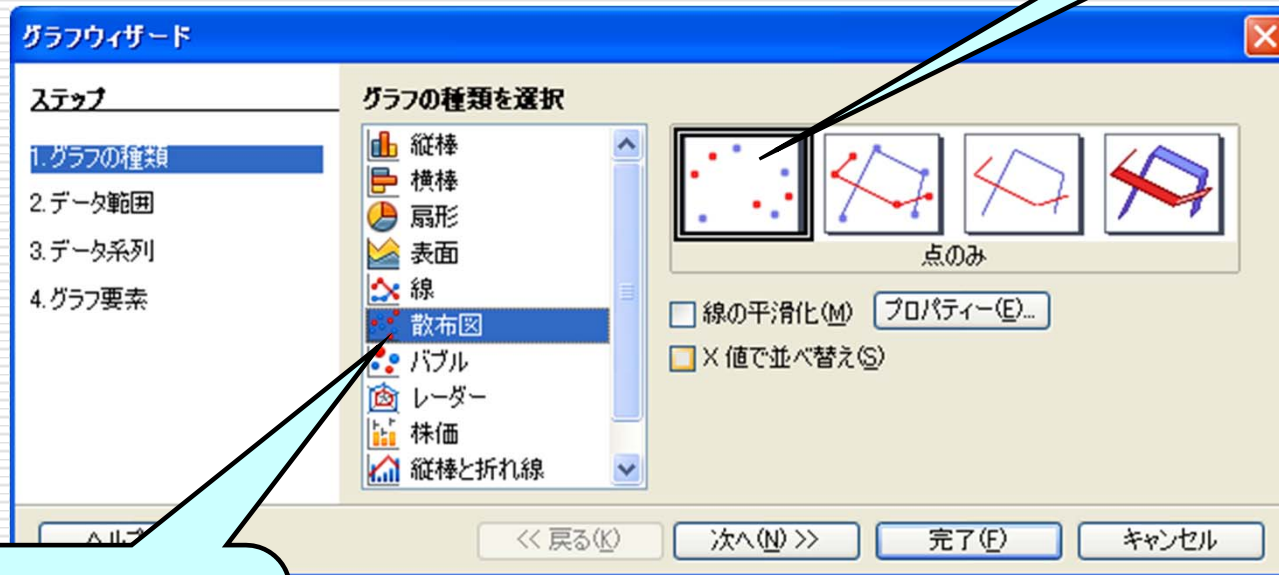 グラフウィザード
ステップ
1.グラフの種類
2.データ範囲
3.データ系列
4.グラフ要素
グラフの種類を選択
縦棒
横棒
扇形
表面
線
散布図
バブル
レーダー
株価
縦棒と折れ線
点のみ
線の平滑化(M) プロパティー(E)...
X 値で並べ替え(S)
<< 戻る(K) 次へ(N) >> 完了(F) キャンセル